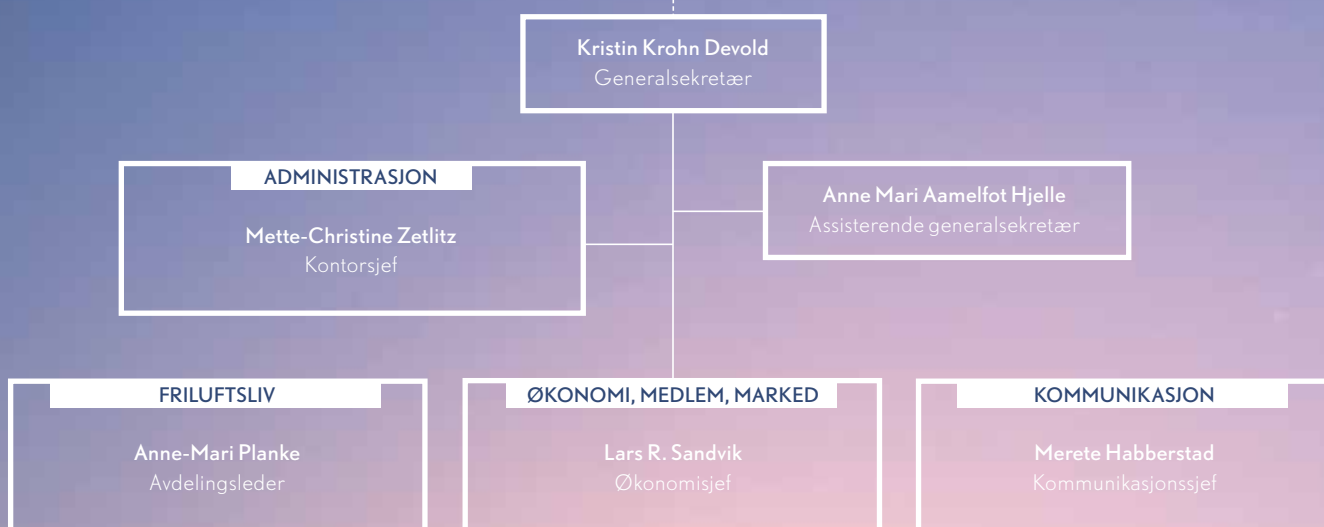 Kristin Krohn Devold
Generalsekretær
ADMINISTRASJON
Mette-Christine Zetlitz
Kontorsjef
Anne Mari Aamelfot Hjelle
Assisterende generalsekretær
FRILUFTSLIV
Anne-Mari Planke
Avdelingsleder
ØKONOMI, MEDLEM, MARKED
Lars R. Sandvik
Økonomisjef
KOMMUNIKASJON
Merete Habberstad
Kommunikasjonssjef